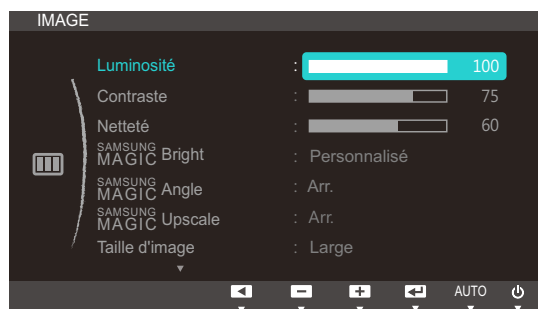 IMAGE
Luminosité : 100
Contraste : 75
Netteté : 60
SAMSUNG MAGIC Bright : Personnalisé
SAMSUNG MAGIC Angle : Arr.
SAMSUNG MAGIC Upscale : Arr.
Taille d'image : Large
AUTO